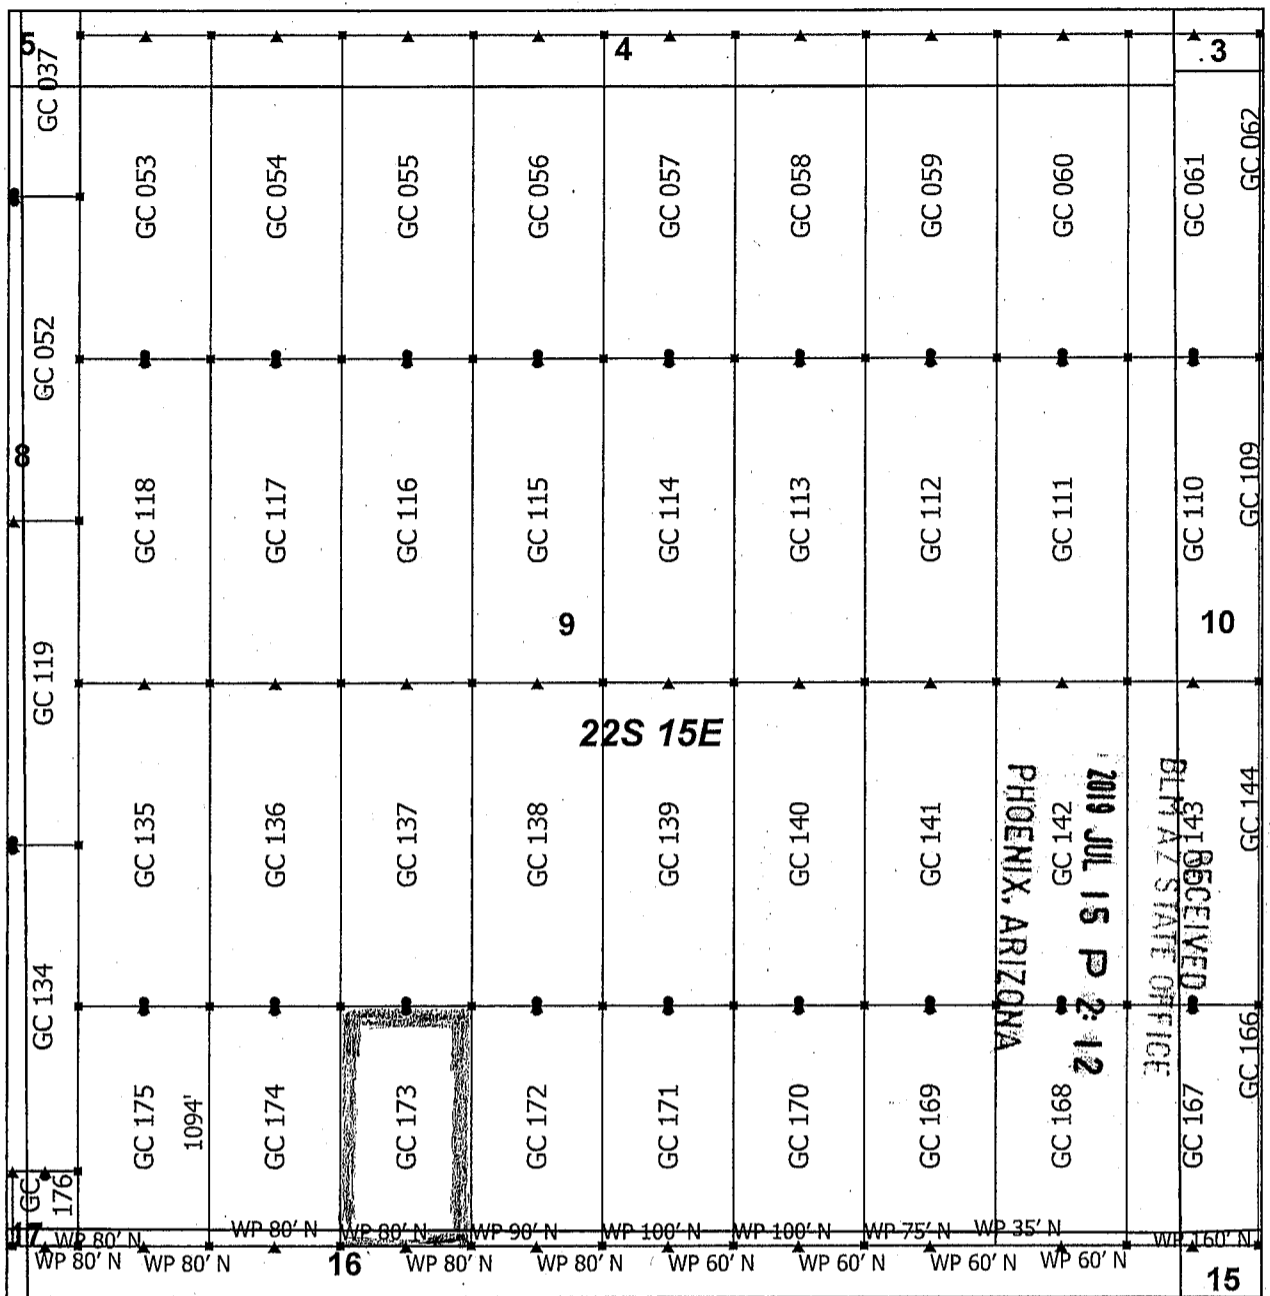 5
4
3
GC 037
GC 053
GC 054
GC 055
GC 056
GC 057
GC 058
GC 059
GC 060
GC 061
GC 062
GC 052
8
GC 118
GC 117
GC 116
GC 115
GC 114
GC 113
GC 112
GC 111
GC 110
GC 109
9
10
GC 119
22S 15E
GC 135
GC 136
GC 137
GC 138
GC 139
GC 140
GC 141
GC 142
GC 143
GC 144
RECEIVED
BLM AZ STATE OFFICE
2019 JUL 15 P 2:12
PHOENIX, ARIZONA
GC 134
GC 175
1094'
GC 174
GC 173
GC 172
GC 171
GC 170
GC 169
GC 168
GC 167
GC 166
GC
176
17
WP 80' N
WP 80' N
WP 80' N
WP 90' N
WP 100' N
WP 100' N
WP 75' N
WP 35' N
WP 160' N
WP 80' N
WP 80' N
16
WP 80' N
WP 80' N
WP 60' N
WP 60' N
WP 60' N
WP 60' N
15